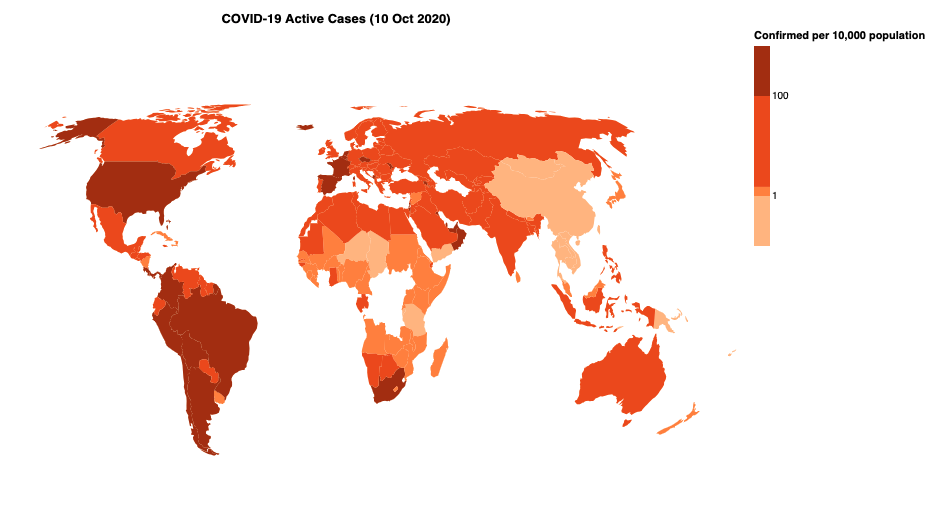 COVID-19 Active Cases (10 Oct 2020)
Confirmed per 10,000 population
100
1